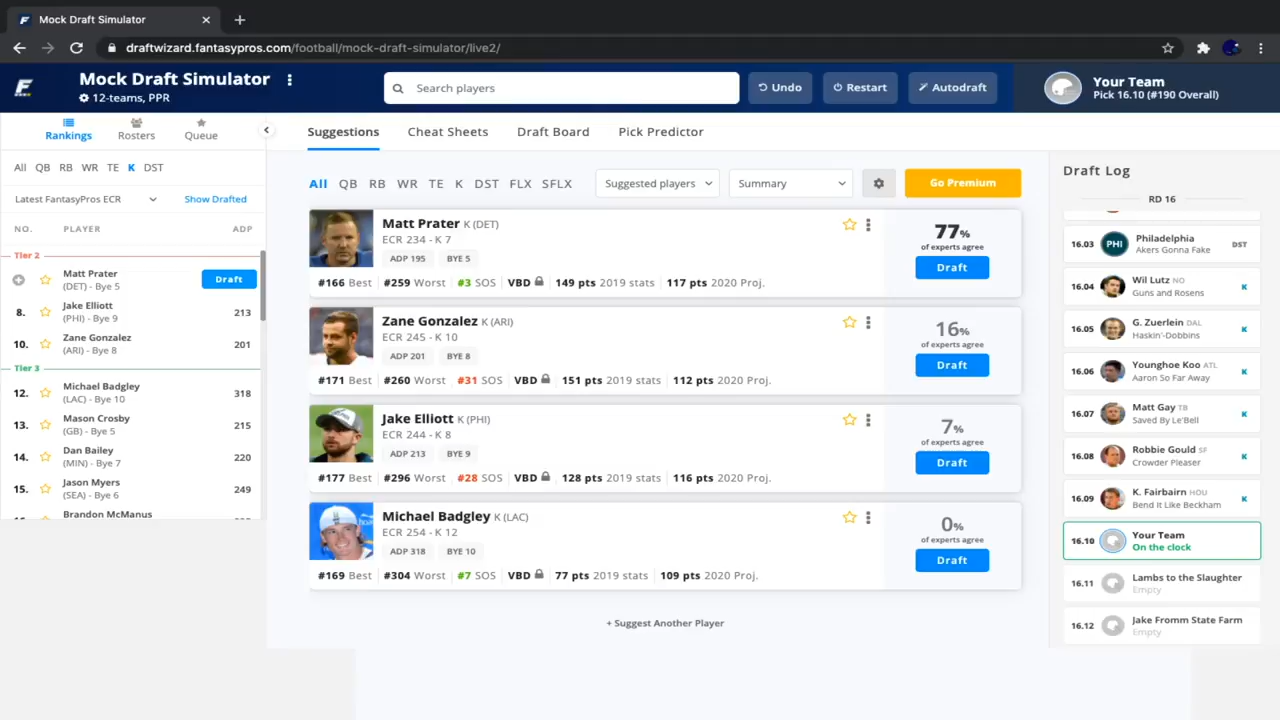 Mock Draft Simulator
draftwizard.fantasypros.com/football/mock-draft-simulator/live2/
Mock Draft Simulator
12-teams, PPR
Search players
Undo
Restart
Autodraft
Your Team
Pick 16.10 (#190 Overall)
Rankings
Rosters
Queue
All QB RB WR TE K DST
Latest FantasyPros ECR
Show Drafted
NO. PLAYER ADP
Tier 2
Matt Prater
(DET) - Bye 5
Draft
8. Jake Elliott 213
(PHI) - Bye 9
10. Zane Gonzalez 201
(ARI) - Bye 8
Tier 3
12. Michael Badgley 318
(LAC) - Bye 10
13. Mason Crosby 215
(GB) - Bye 5
14. Dan Bailey 220
(MIN) - Bye 7
15. Jason Myers 249
(SEA) - Bye 6
Brandon McManus
Suggestions Cheat Sheets Draft Board Pick Predictor
All QB RB WR TE K DST FLX SFLX
Suggested players
Summary
Go Premium
Matt Prater K (DET)
ECR 234 - K 7
ADP 195 BYE 5
#166 Best #259 Worst #3 SOS VBD 149 pts 2019 stats 117 pts 2020 Proj.
77%
of experts agree
Draft
Zane Gonzalez K (ARI)
ECR 245 - K 10
ADP 201 BYE 8
#171 Best #260 Worst #31 SOS VBD 151 pts 2019 stats 112 pts 2020 Proj.
16%
of experts agree
Draft
Jake Elliott K (PHI)
ECR 244 - K 8
ADP 213 BYE 9
#177 Best #296 Worst #28 SOS VBD 128 pts 2019 stats 116 pts 2020 Proj.
7%
of experts agree
Draft
Michael Badgley K (LAC)
ECR 254 - K 12
ADP 318 BYE 10
#169 Best #304 Worst #7 SOS VBD 77 pts 2019 stats 109 pts 2020 Proj.
0%
of experts agree
Draft
+ Suggest Another Player
Draft Log
RD 16
16.03 PHI Philadelphia DST
Akers Gonna Fake
16.04 Wil Lutz NO K
Guns and Rosens
16.05 G. Zuerlein DAL K
Haskin'-Dobbins
16.06 Younghoe Koo ATL K
Aaron So Far Away
16.07 Matt Gay TB K
Saved By Le'Bell
16.08 Robbie Gould SF K
Crowder Pleaser
16.09 K. Fairbairn HOU K
Bend It Like Beckham
16.10 Your Team
On the clock
16.11 Lambs to the Slaughter
Empty
16.12 Jake Fromm State Farm
Empty